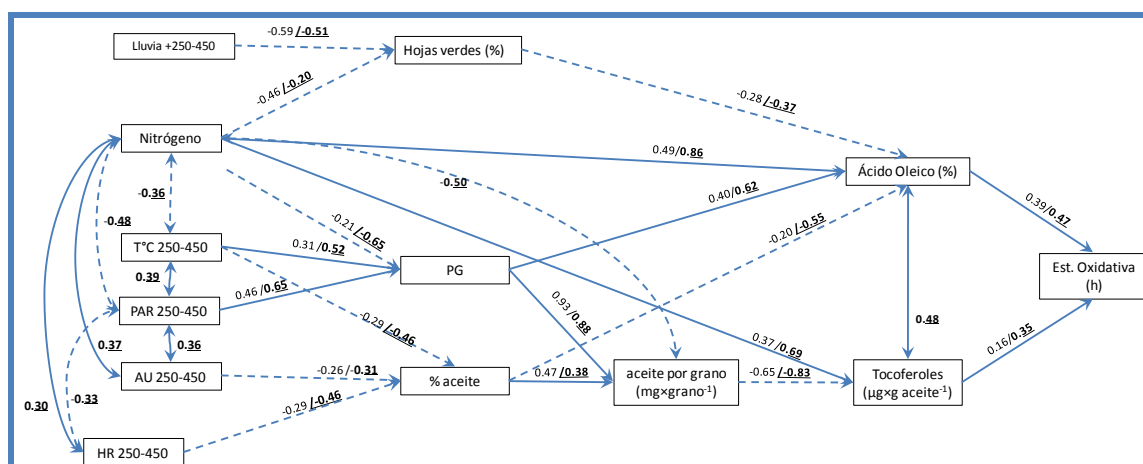 Lluvia +250-450
-0.59/-0.51
Hojas verdes (%)
-0.46/-0.20
-0.28/-0.37
Nitrógeno
0.49/0.86
Ácido Oleico (%)
-0.50
-0.36
-0.48
-0.21/-0.65
0.40/0.62
0.39/0.47
-0.20/-0.55
T°C 250-450
0.31/0.52
PG
Est. Oxidativa
(h)
0.39
0.46/0.65
PAR 250-450
0.93/0.88
0.48
-0.29/-0.46
0.37
0.36
0.37/0.69
0.16/0.35
AU 250-450
-0.26/-0.31
% aceite
0.47/0.38
aceite por grano
(mg×grano⁻¹)
-0.65/-0.83
Tocoferoles
(µg×g aceite⁻¹)
0.30
-0.33
-0.29/-0.46
HR 250-450